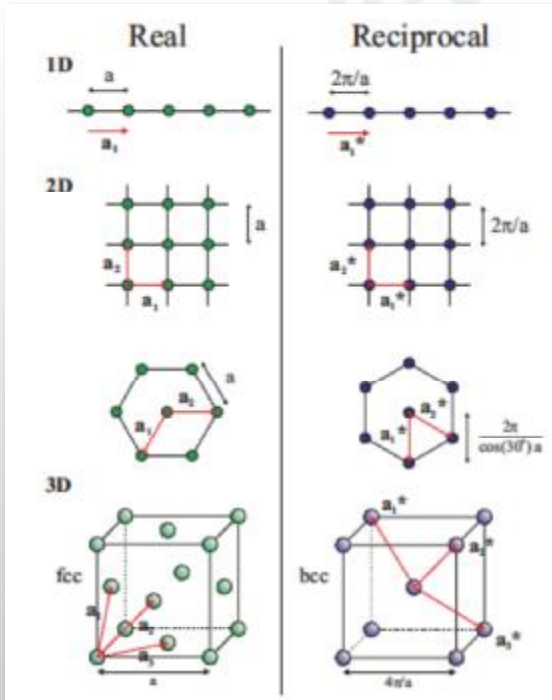 Real
Reciprocal
1D
a
a₁
2π/a
a₁*
2D
a
a₂
a₁
2π/a
a₂*
a₁*
a
a₂
a₁
a₂*
a₁*
2π
cos(30°) a
3D
fcc
a₁
a₂
a₃
a
bcc
a₁*
a₂*
a₃*
4π/a